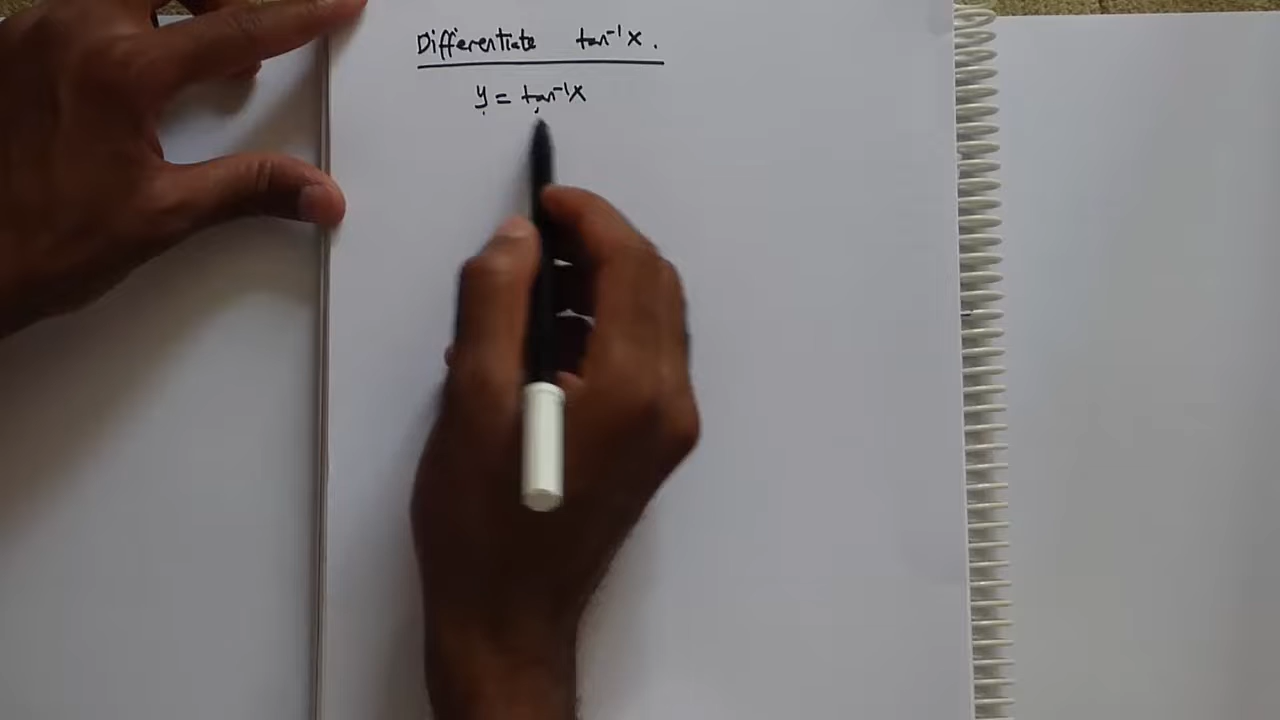 Differentiate tan⁻¹x.
y = tan⁻¹x